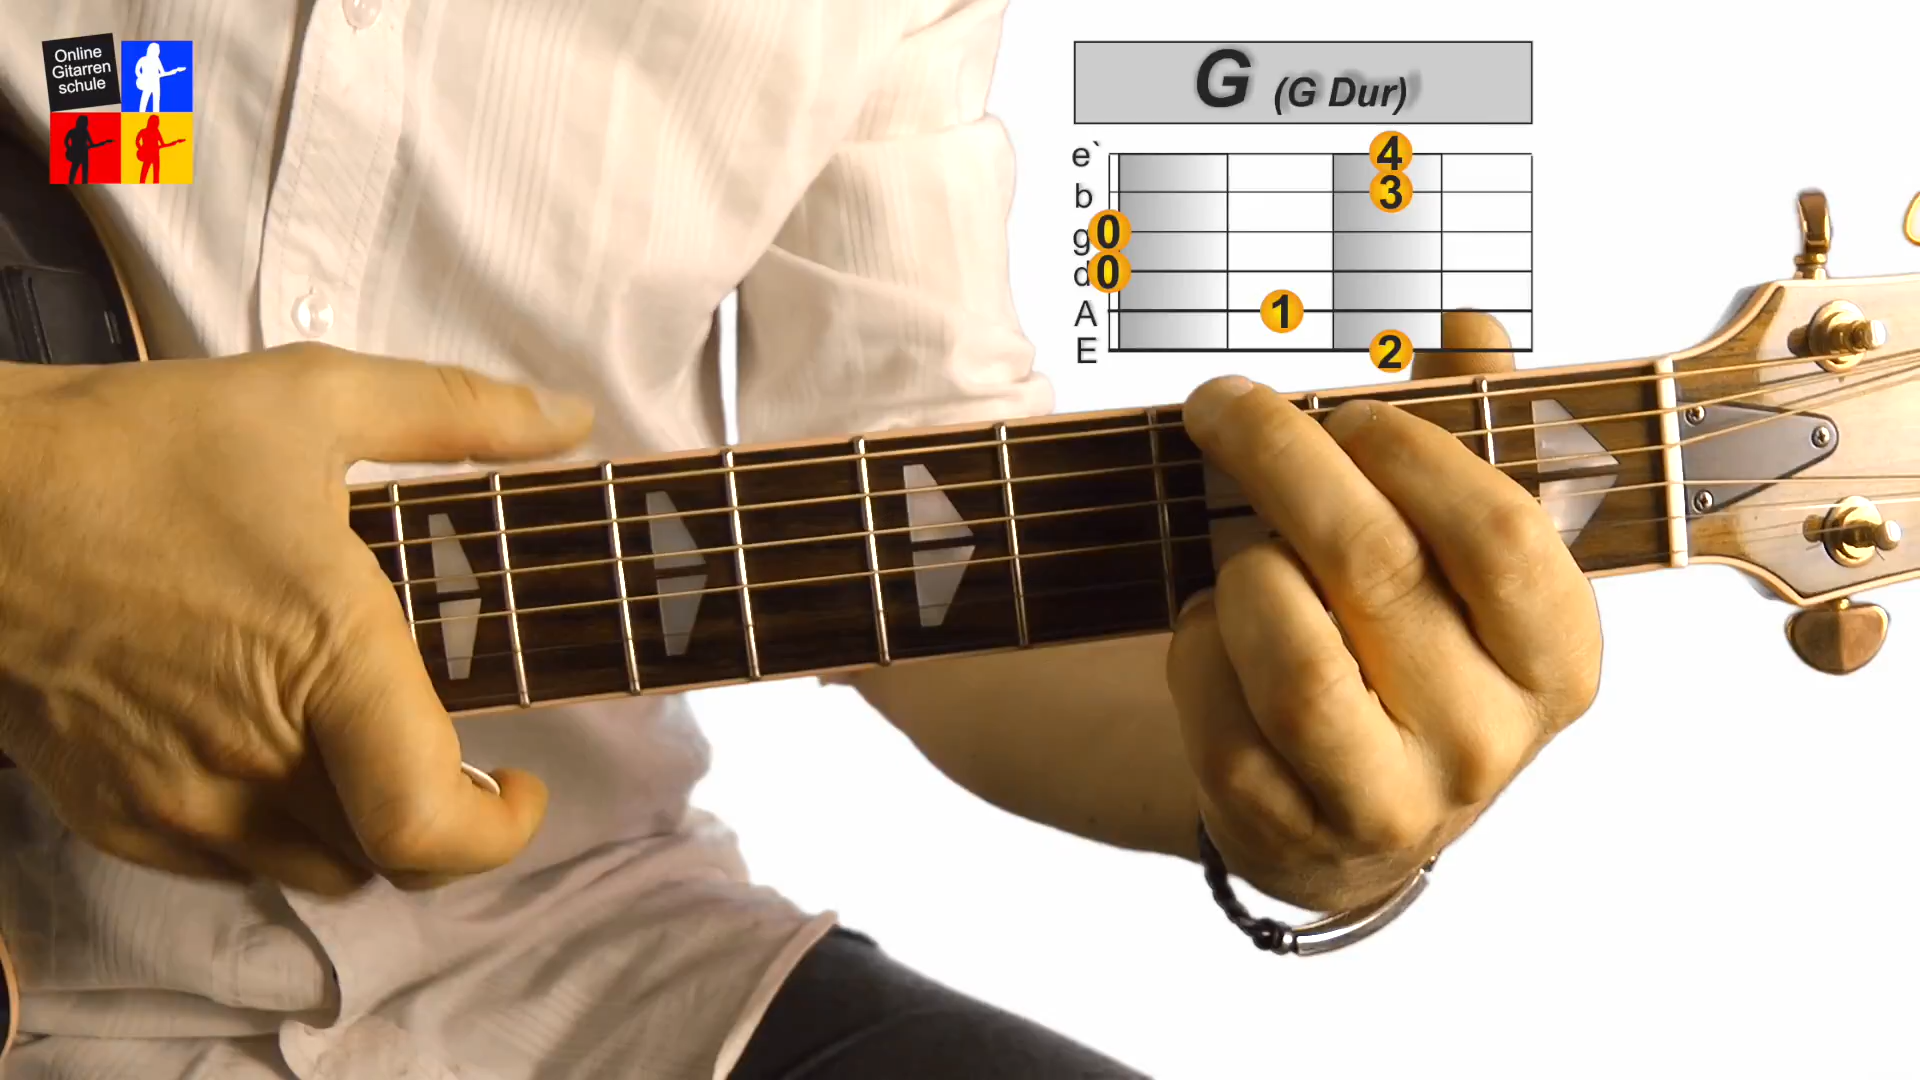 Online
Gitarren
schule
G (G Dur)
e` 4
b 3
g 0
d 0
A 1
E 2